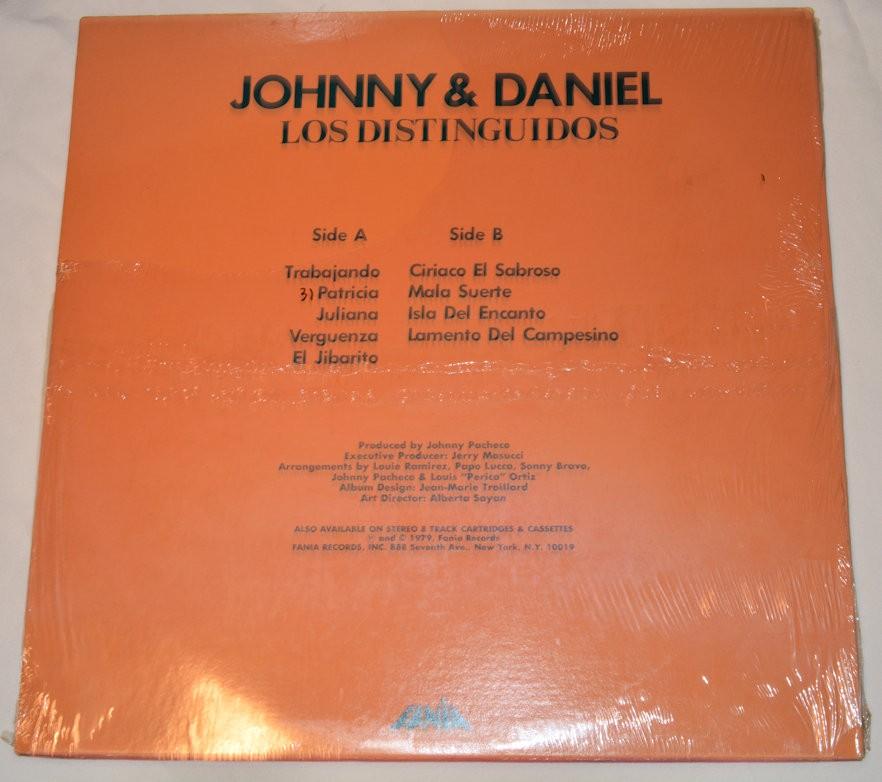 JOHNNY & DANIEL
LOS DISTINGUIDOS
Side A
Trabajando
3) Patricia
Juliana
Verguenza
El Jibarito
Side B
Ciriaco El Sabroso
Mala Suerte
Isla Del Encanto
Lamento Del Campesino
Produced by Johnny Pacheco
Executive Producer: Jerry Masucci
Arrangements by Louie Ramirez, Papo Lucca, Sonny Bravo,
Johnny Pacheco & Louis "Perico" Ortiz
Album Design: Jean-Marie Troillard
Art Director: Alberta Sayan
ALSO AVAILABLE ON STEREO 8 TRACK CARTRIDGES & CASSETTES
℗ and © 1979, Fania Records
FANIA RECORDS, INC. 888 Seventh Ave., New York, N.Y. 10019
FANIA